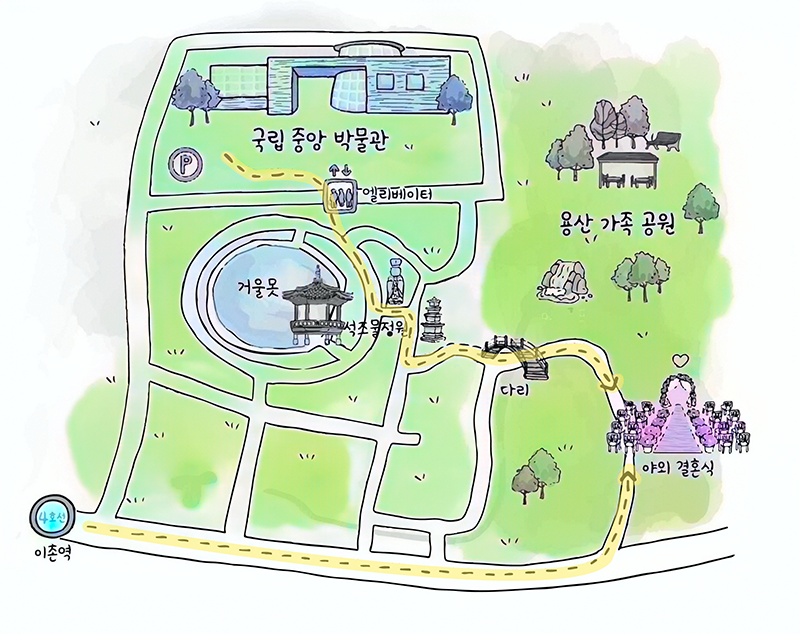 국립 중앙 박물관
P
엘리베이터
용산 가족 공원
거울못
석조물정원
다리
야외 결혼식
4호선
이촌역